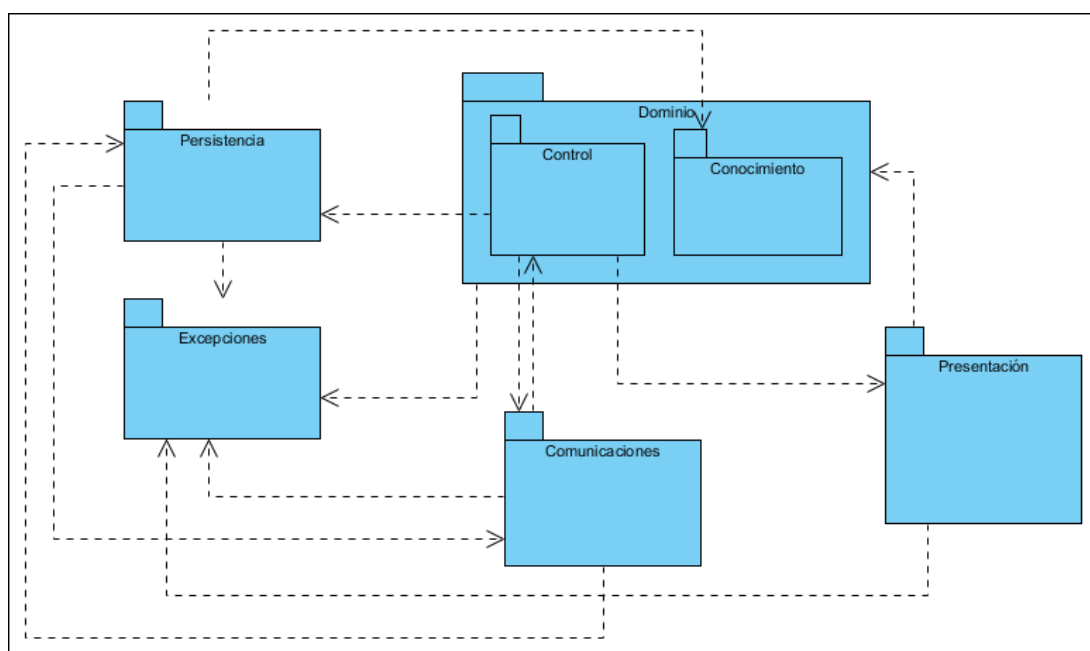 Dominio
Persistencia
Control
Conocimiento
Excepciones
Presentación
Comunicaciones